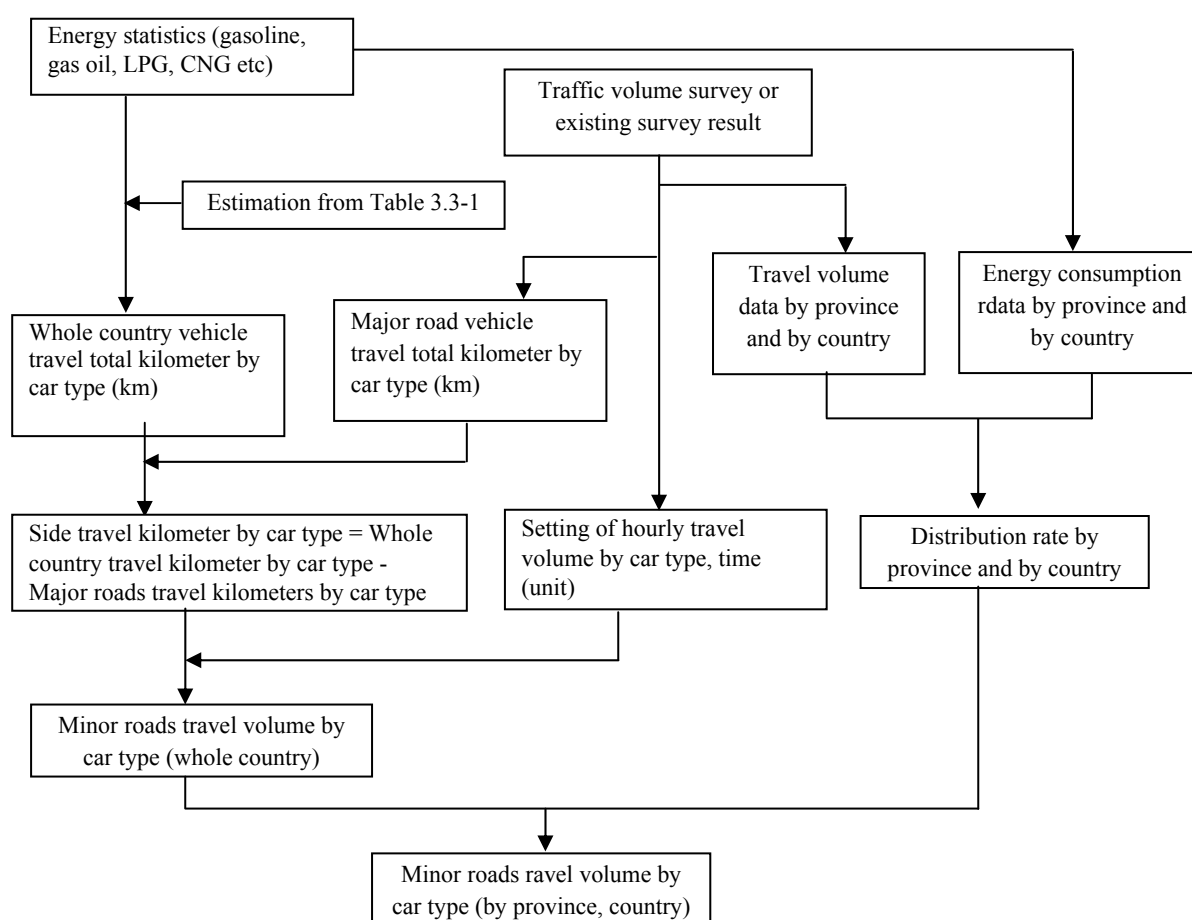 Energy statistics (gasoline,
gas oil, LPG, CNG etc)
Traffic volume survey or
existing survey result
Estimation from Table 3.3-1
Whole country vehicle
travel total kilometer by
car type (km)
Major road vehicle
travel total kilometer by
car type (km)
Travel volume
data by province
and by country
Energy consumption
rdata by province and
by country
Side travel kilometer by car type = Whole
country travel kilometer by car type -
Major roads travel kilometers by car type
Setting of hourly travel
volume by car type, time
(unit)
Distribution rate by
province and by country
Minor roads travel volume by
car type (whole country)
Minor roads ravel volume by
car type (by province, country)